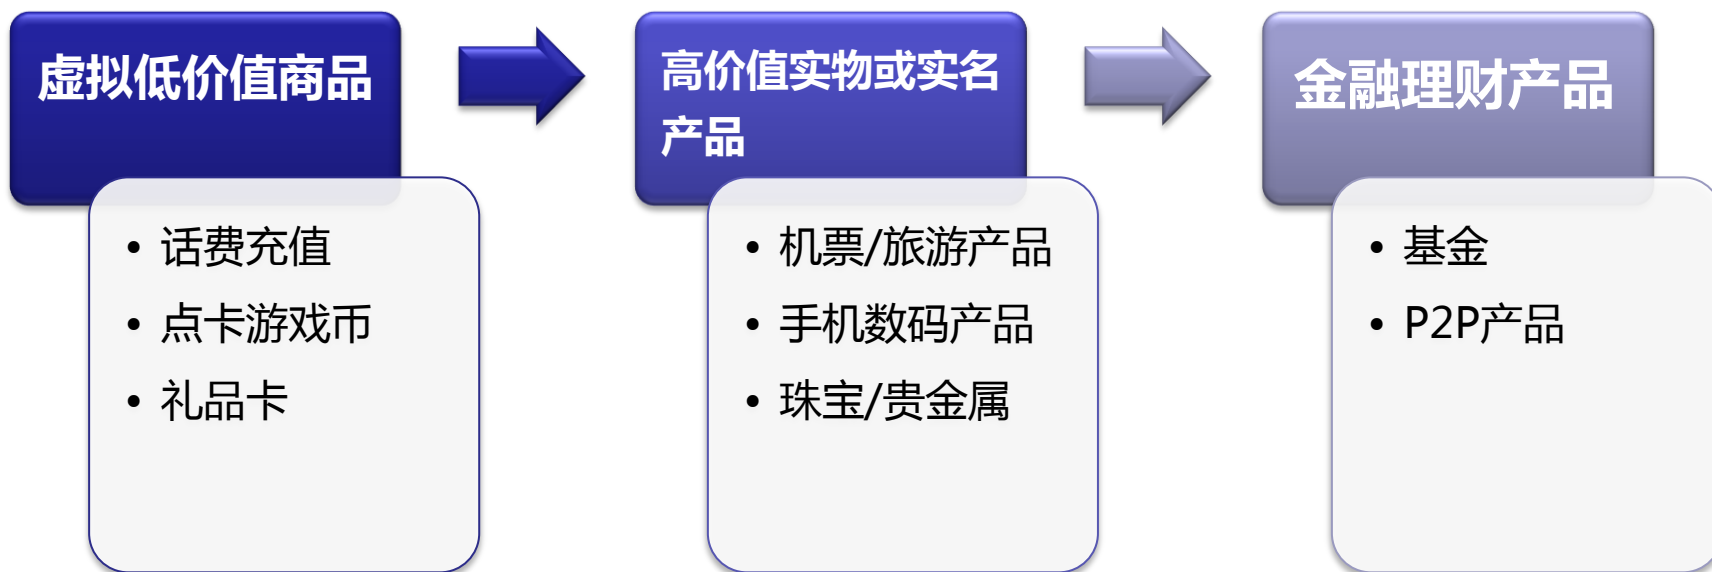 虚拟低价值商品
• 话费充值
• 点卡游戏币
• 礼品卡
高价值实物或实名
产品
• 机票/旅游产品
• 手机数码产品
• 珠宝/贵金属
金融理财产品
• 基金
• P2P产品